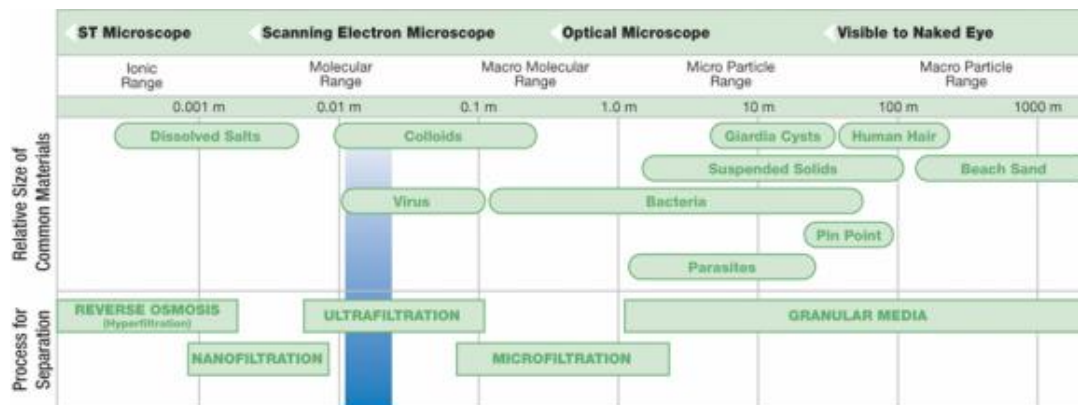 ST Microscope Scanning Electron Microscope Optical Microscope Visible to Naked Eye
Ionic Range Molecular Range Macro Molecular Range Micro Particle Range Macro Particle Range
0.001 m 0.01 m 0.1 m 1.0 m 10 m 100 m 1000 m
Relative Size of Common Materials
Dissolved Salts Colloids Giardia Cysts Human Hair
Suspended Solids Beach Sand
Virus Bacteria
Pin Point
Parasites
Process for Separation
REVERSE OSMOSIS ULTRAFILTRATION GRANULAR MEDIA
(Hyperfiltration)
NANOFILTRATION MICROFILTRATION